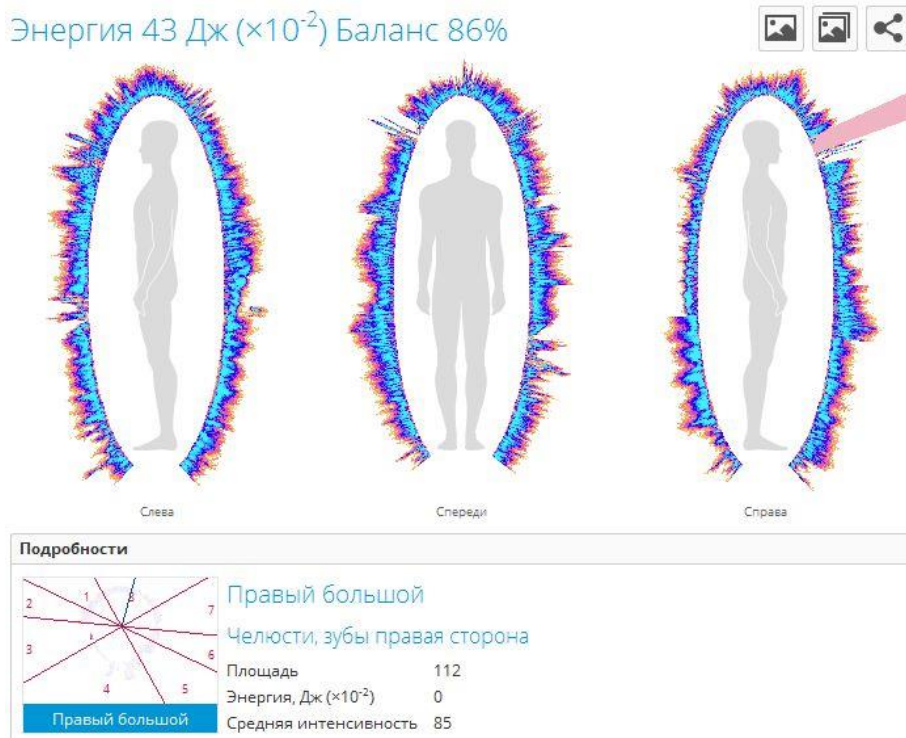 Энергия 43 Дж (×10⁻²) Баланс 86%
Слева
Спереди
Справа
Подробности
1
8
2
7
3
6
4
5
Правый большой
Правый большой
Челюсти, зубы правая сторона
Площадь 112
Энергия, Дж (×10⁻²) 0
Средняя интенсивность 85